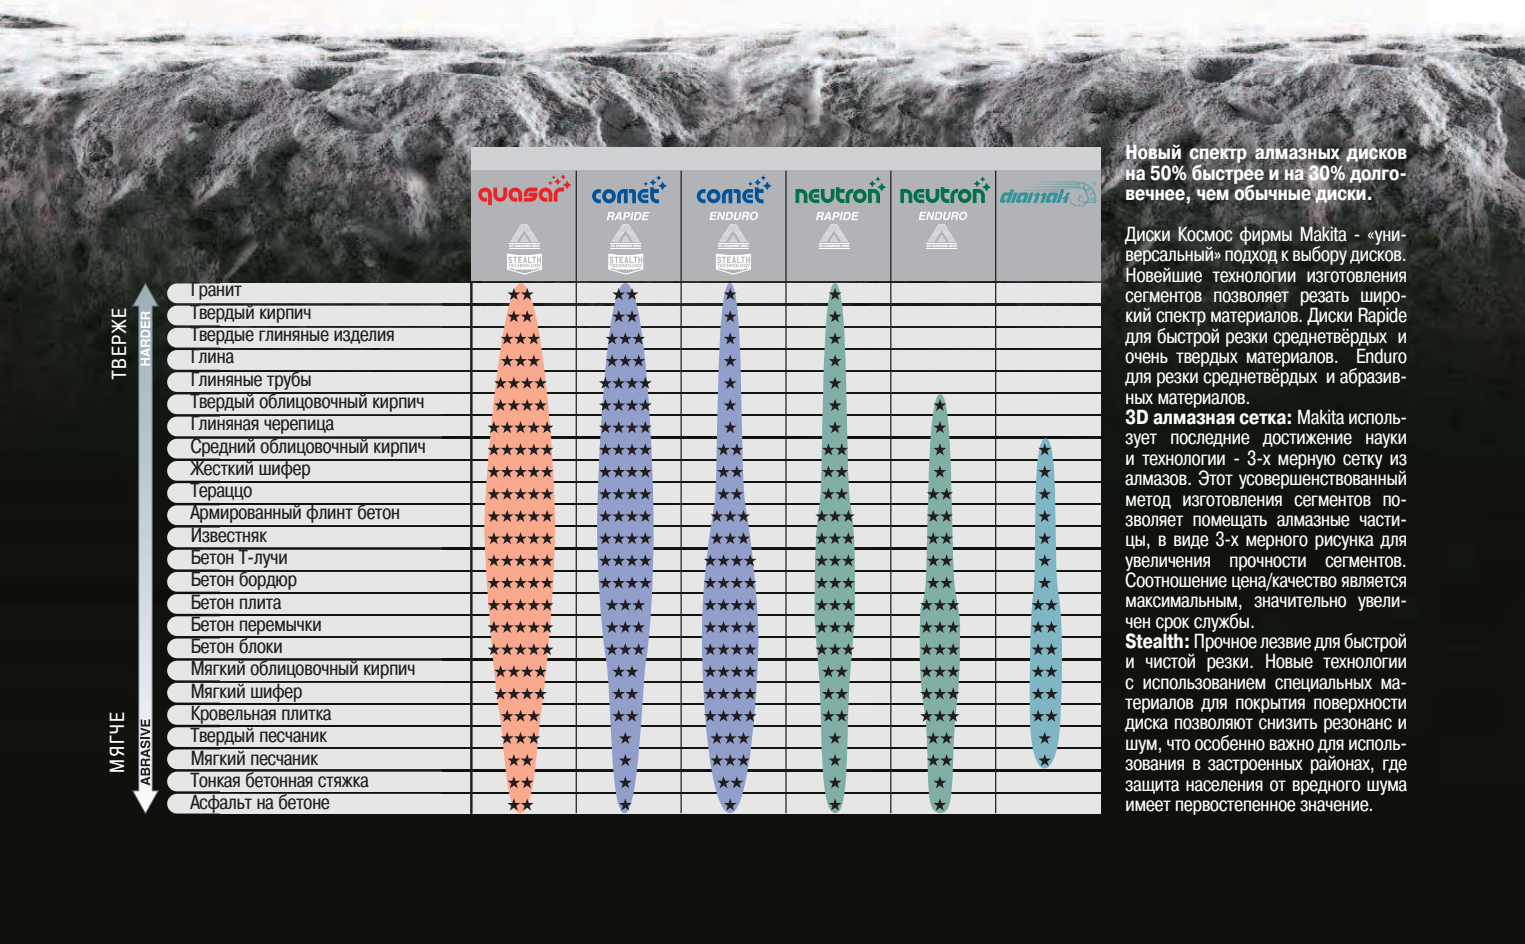 quasar comet comet neutron neutron diamak
RAPIDE ENDURO RAPIDE ENDURO
STEALTH STEALTH STEALTH
TECHNOLOGY TECHNOLOGY TECHNOLOGY
ТВЕРЖЕ
HARDER
МЯГЧЕ
ABRASIVE
Гранит ★★ ★★ ★ ★
Твердый кирпич ★★ ★★ ★ ★
Твердые глиняные изделия ★★★ ★★★ ★ ★
Глина ★★★ ★★★ ★ ★
Глиняные трубы ★★★★ ★★★★ ★ ★
Твердый облицовочный кирпич ★★★★ ★★★★ ★ ★ ★
Глиняная черепица ★★★★★ ★★★★ ★ ★ ★
Средний облицовочный кирпич ★★★★★ ★★★★ ★★ ★★ ★ ★
Жесткий шифер ★★★★★ ★★★★ ★★ ★★ ★ ★
Тераццо ★★★★★ ★★★★ ★★ ★★ ★★ ★
Армированный флинт бетон ★★★★★ ★★★★ ★★★ ★★★ ★★ ★
Известняк ★★★★★ ★★★★ ★★★ ★★★ ★★ ★
Бетон Т-лучи ★★★★★ ★★★★ ★★★★ ★★★ ★★ ★
Бетон бордюр ★★★★★ ★★★★ ★★★★ ★★★ ★★ ★
Бетон плита ★★★★★ ★★★ ★★★★ ★★★ ★★★ ★★
Бетон перемычки ★★★★★ ★★★ ★★★★ ★★★ ★★★ ★★
Бетон блоки ★★★★★ ★★★ ★★★★ ★★★ ★★★ ★★
Мягкий облицовочный кирпич ★★★★ ★★ ★★★★ ★★ ★★★ ★★
Мягкий шифер ★★★★ ★★ ★★★★ ★★ ★★★ ★★
Кровельная плитка ★★★ ★★ ★★★★ ★★ ★★★ ★★
Твердый песчаник ★★★ ★ ★★★ ★ ★★ ★
Мягкий песчаник ★★ ★ ★★★ ★ ★★ ★
Тонкая бетонная стяжка ★★ ★ ★★ ★ ★
Асфальт на бетоне ★★ ★ ★ ★ ★
Новый спектр алмазных дисков
на 50% быстрее и на 30% долго-
вечнее, чем обычные диски.
Диски Космос фирмы Makita - «уни-
версальный» подход к выбору дисков.
Новейшие технологии изготовления
сегментов позволяет резать широ-
кий спектр материалов. Диски Rapide
для быстрой резки среднетвёрдых и
очень твердых материалов. Enduro
для резки среднетвёрдых и абразив-
ных материалов.
3D алмазная сетка: Makita исполь-
зует последние достижение науки
и технологии - 3-х мерную сетку из
алмазов. Этот усовершенствованный
метод изготовления сегментов по-
зволяет помещать алмазные части-
цы, в виде 3-х мерного рисунка для
увеличения прочности сегментов.
Соотношение цена/качество является
максимальным, значительно увели-
чен срок службы.
Stealth: Прочное лезвие для быстрой
и чистой резки. Новые технологии
с использованием специальных ма-
териалов для покрытия поверхности
диска позволяют снизить резонанс и
шум, что особенно важно для исполь-
зования в застроенных районах, где
защита населения от вредного шума
имеет первостепенное значение.